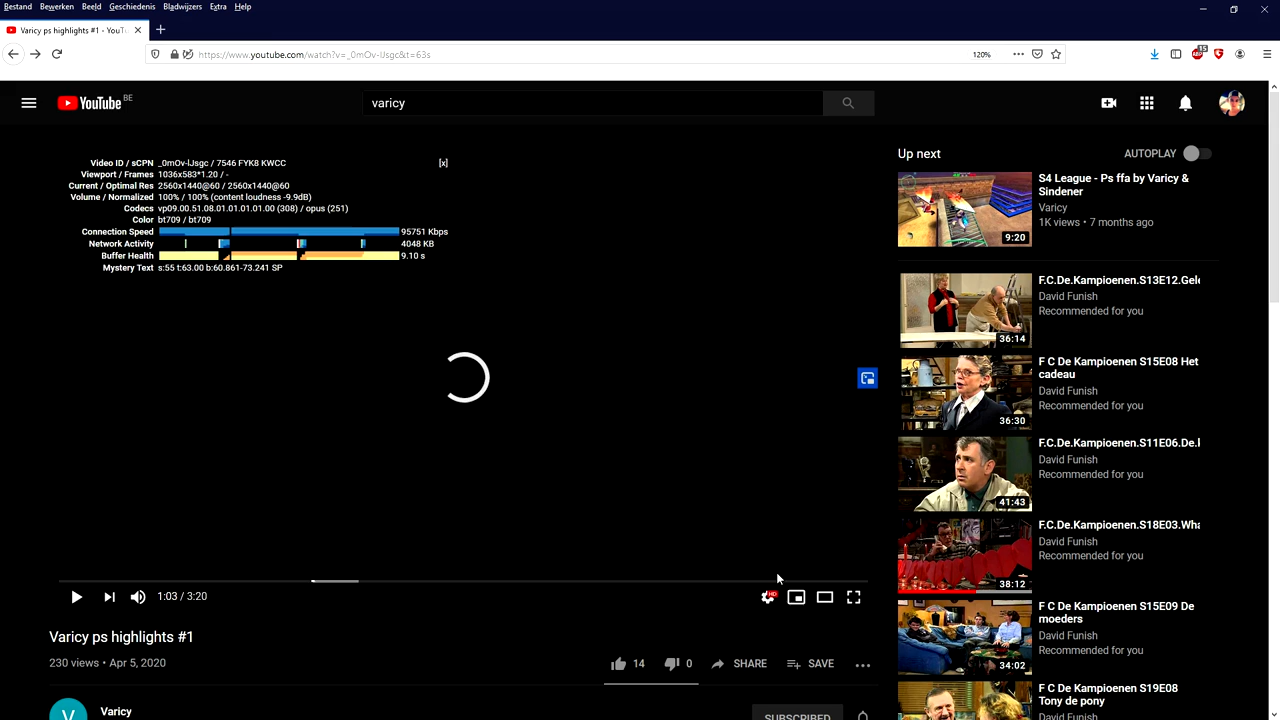 Bestand Bewerken Beeld Geschiedenis Bladwijzers Extra Help
Varicy ps highlights #1 - YouTu
https://www.youtube.com/watch?v=_0mOv-lJsgc&t=63s
120%
YouTube BE
varicy
Video ID / sCPN _0mOv-lJsgc / 7546 FYK8 KWCC
[x]
Viewport / Frames 1036x583*1.20 / -
Current / Optimal Res 2560x1440@60 / 2560x1440@60
Volume / Normalized 100% / 100% (content loudness -9.9dB)
Codecs vp09.00.51.08.01.01.01.01.00 (308) / opus (251)
Color bt709 / bt709
Connection Speed 95751 Kbps
Network Activity 4048 KB
Buffer Health 9.10 s
Mystery Text s:55 t:63.00 b:60.861-73.241 SP
1:03 / 3:20
HD
Varicy ps highlights #1
230 views • Apr 5, 2020
14
0
SHARE
SAVE
V
Varicy
SUBSCRIBED
Up next
AUTOPLAY
S4 League - Ps ffa by Varicy &
Sindener
Varicy
1K views • 7 months ago
9:20
F.C.De.Kampioenen.S13E12.Gel
David Funish
Recommended for you
36:14
F C De Kampioenen S15E08 Het
cadeau
David Funish
Recommended for you
36:30
F.C.De.Kampioenen.S11E06.De.
David Funish
Recommended for you
41:43
F.C.De.Kampioenen.S18E03.Wha
David Funish
Recommended for you
38:12
F C De Kampioenen S15E09 De
moeders
David Funish
Recommended for you
34:02
F C De Kampioenen S19E08
Tony de pony